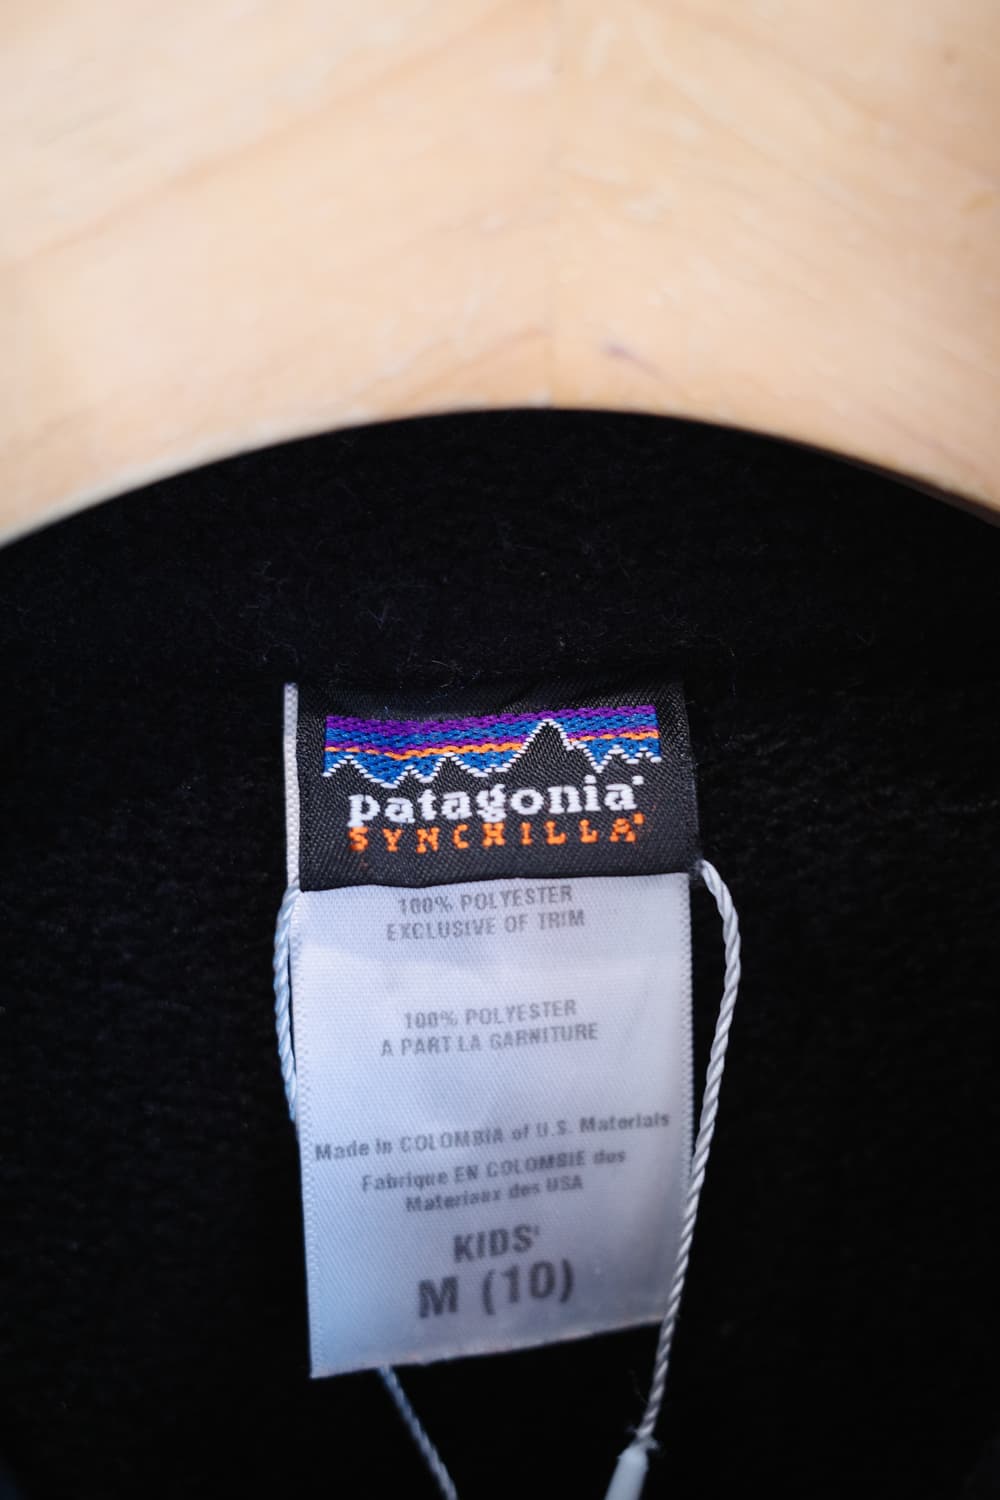 patagonia®
SYNCHILLA®
100% POLYESTER
EXCLUSIVE OF TRIM
100% POLYESTER
A PART LA GARNITURE
Made in COLOMBIA of U.S. Materials
Fabrique EN COLOMBIE des
Materiaux des USA
KIDS'
M (10)